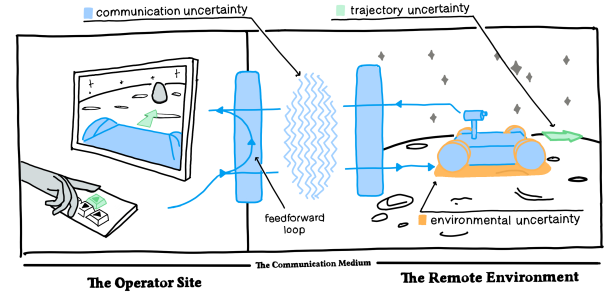 communication uncertainty
trajectory uncertainty
feedforward
loop
environmental uncertainty
The Communication Medium
The Operator Site
The Remote Environment